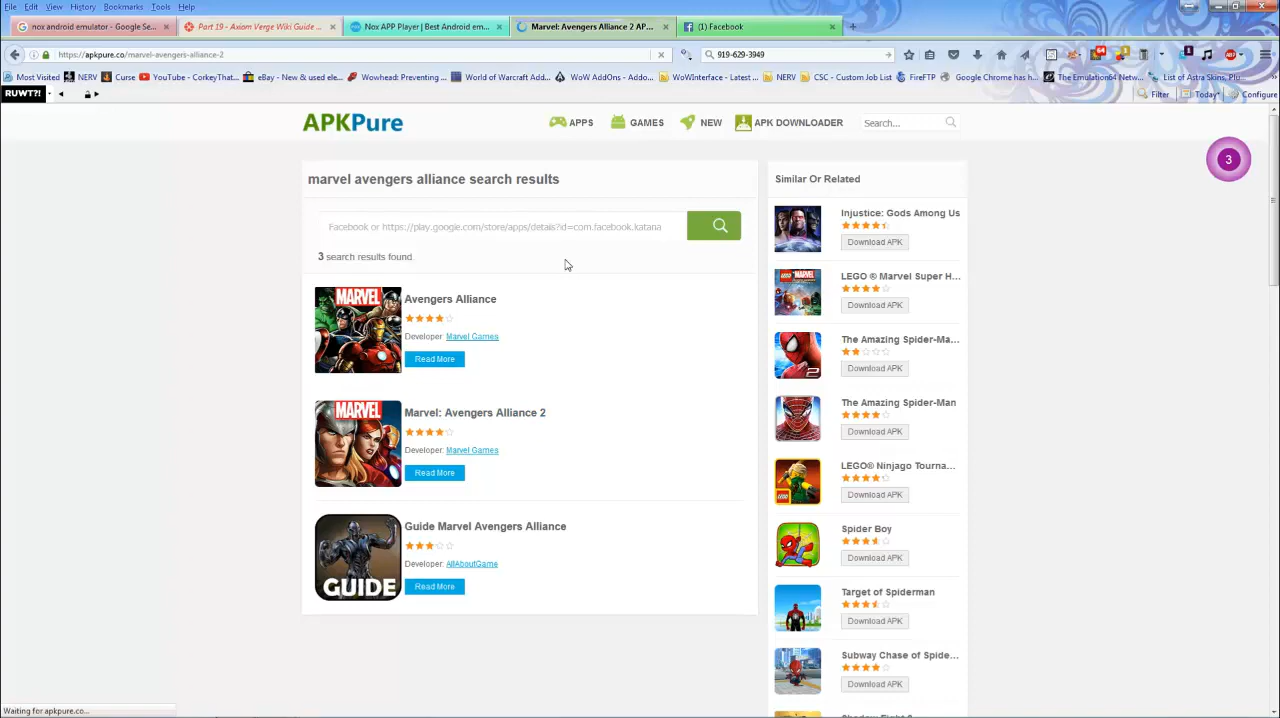 File Edit View History Bookmarks Tools Help
nox android emulator - Google Se...
Part 19 - Axiom Verge Wiki Guide ...
Nox APP Player | Best Android em...
Marvel: Avengers Alliance 2 AP...
(1) Facebook
https://apkpure.co/marvel-avengers-alliance-2
919-629-3949
Most Visited NERV Curse YouTube - CorkeyThat... eBay - New & used ele... Wowhead: Preventing ... World of Warcraft Add... WoW AddOns - Addo... WoWInterface - Latest ... NERV CSC - Custom Job List FireFTP Google Chrome has h... The Emulation64 Netw... List of Astra Skins, Plu...
RUWT?!
Filter Today* Configure
APKPure
APPS GAMES NEW APK DOWNLOADER Search...
3
marvel avengers alliance search results
Facebook or https://play.google.com/store/apps/details?id=com.facebook.katana
3 search results found.
MARVEL
Avengers Alliance
Developer: Marvel Games
Read More
MARVEL
Marvel: Avengers Alliance 2
Developer: Marvel Games
Read More
GUIDE
Guide Marvel Avengers Alliance
Developer: AllAboutGame
Read More
Similar Or Related
Injustice: Gods Among Us
Download APK
LEGO ® Marvel Super H...
Download APK
The Amazing Spider-Ma...
Download APK
2
The Amazing Spider-Man
Download APK
LEGO® Ninjago Tourna...
Download APK
Spider Boy
Download APK
Target of Spiderman
Download APK
Subway Chase of Spide...
Download APK
Waiting for apkpure.co...